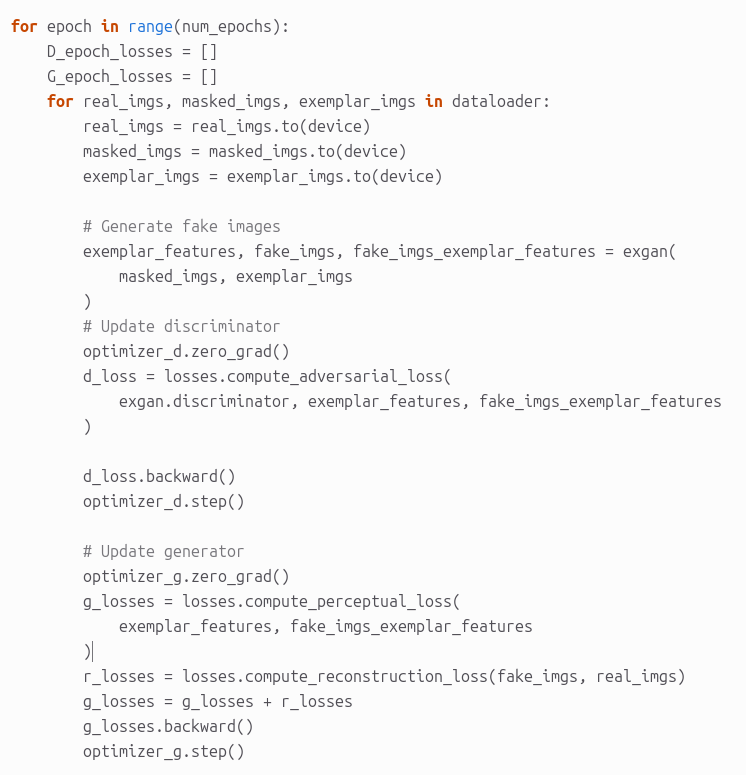 for epoch in range(num_epochs):
    D_epoch_losses = []
    G_epoch_losses = []
    for real_imgs, masked_imgs, exemplar_imgs in dataloader:
        real_imgs = real_imgs.to(device)
        masked_imgs = masked_imgs.to(device)
        exemplar_imgs = exemplar_imgs.to(device)

        # Generate fake images
        exemplar_features, fake_imgs, fake_imgs_exemplar_features = exgan(
            masked_imgs, exemplar_imgs
        )
        # Update discriminator
        optimizer_d.zero_grad()
        d_loss = losses.compute_adversarial_loss(
            exgan.discriminator, exemplar_features, fake_imgs_exemplar_features
        )

        d_loss.backward()
        optimizer_d.step()

        # Update generator
        optimizer_g.zero_grad()
        g_losses = losses.compute_perceptual_loss(
            exemplar_features, fake_imgs_exemplar_features
        )
        r_losses = losses.compute_reconstruction_loss(fake_imgs, real_imgs)
        g_losses = g_losses + r_losses
        g_losses.backward()
        optimizer_g.step()